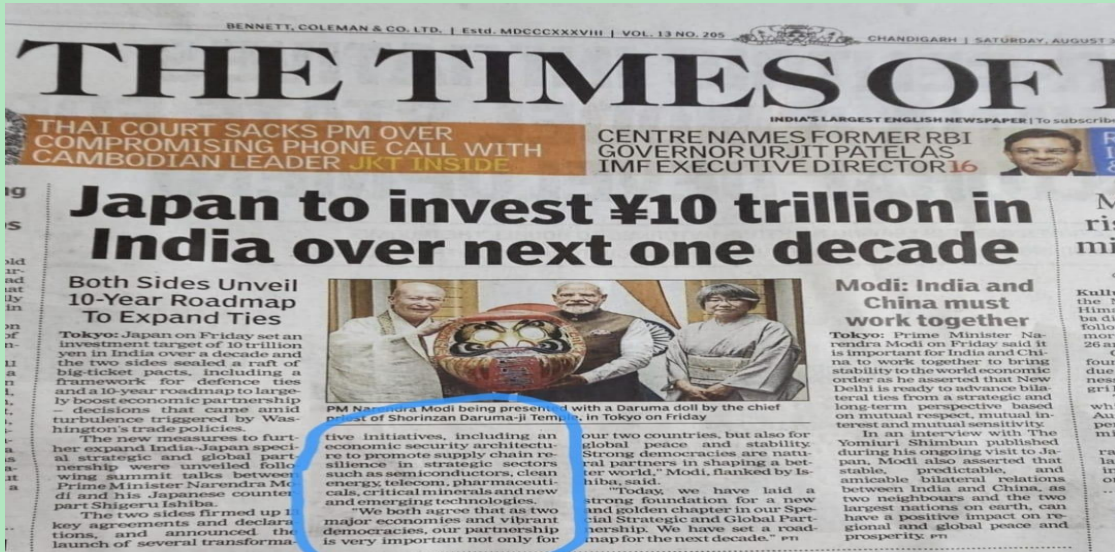 BENNETT, COLEMAN & CO. LTD. | Estd. MDCCCXXXVIII | VOL. 13 NO. 205
CHANDIGARH | SATURDAY, AUGUST
THE TIMES OF
INDIA'S LARGEST ENGLISH NEWSPAPER | To subscribe
THAI COURT SACKS PM OVER
COMPROMISING PHONE CALL WITH
CAMBODIAN LEADER JKT INSIDE
CENTRE NAMES FORMER RBI
GOVERNOR URJIT PATEL AS
IMF EXECUTIVE DIRECTOR 16
Japan to invest ¥10 trillion in
India over next one decade
Both Sides Unveil
10-Year Roadmap
To Expand Ties
Tokyo: Japan on Friday set an
investment target of 10 trillion
yen in India over a decade and
the two sides sealed a raft of
big-ticket pacts, including a
framework for defence ties
and a 10-year roadmap to large-
ly boost economic partnership
– decisions that came amid
turbulence triggered by Was-
hington's trade policies.
The new measures to furt-
her expand India-Japan speci-
al strategic and global part-
nership were unveiled follo-
wing summit talks between
Prime Minister Narendra Mo-
di and his Japanese counter-
part Shigeru Ishiba.
The two sides firmed up 13
key agreements and declara-
tions, and announced the
launch of several transforma-
PM Narendra Modi being presented with a Daruma doll by the chief
priest of Shorinzan Daruma-ji Temple, in Tokyo on Friday
tive initiatives, including an
economic security architectu-
re to promote supply chain re-
silience in strategic sectors
such as semiconductors, clean
energy, telecom, pharmaceuti-
cals, critical minerals and new
and emerging technologies.
"We both agree that as two
major economies and vibrant
democracies, our partnership
is very important not only for
our two countries, but also for
global peace and stability.
Strong democracies are natu-
ral partners in shaping a bet-
ter world," Modi, flanked by Is-
hiba, said.
"Today, we have laid a
strong foundation for a new
and golden chapter in our Spe-
cial Strategic and Global Part-
nership. We have set a road-
map for the next decade." PTI
Modi: India and
China must
work together
Tokyo: Prime Minister Na-
rendra Modi on Friday said it
is important for India and Chi-
na to work together to bring
stability to the world economic
order as he asserted that New
Delhi is ready to advance bila-
teral ties from a strategic and
long-term perspective based
on mutual respect, mutual in-
terest and mutual sensitivity.
In an interview with The
Yomiuri Shimbun published
during his ongoing visit to Ja-
pan, Modi also asserted that
stable, predictable, and
amicable bilateral relations
between India and China, as
two neighbours and the two
largest nations on earth, can
have a positive impact on re-
gional and global peace and
prosperity. PTI